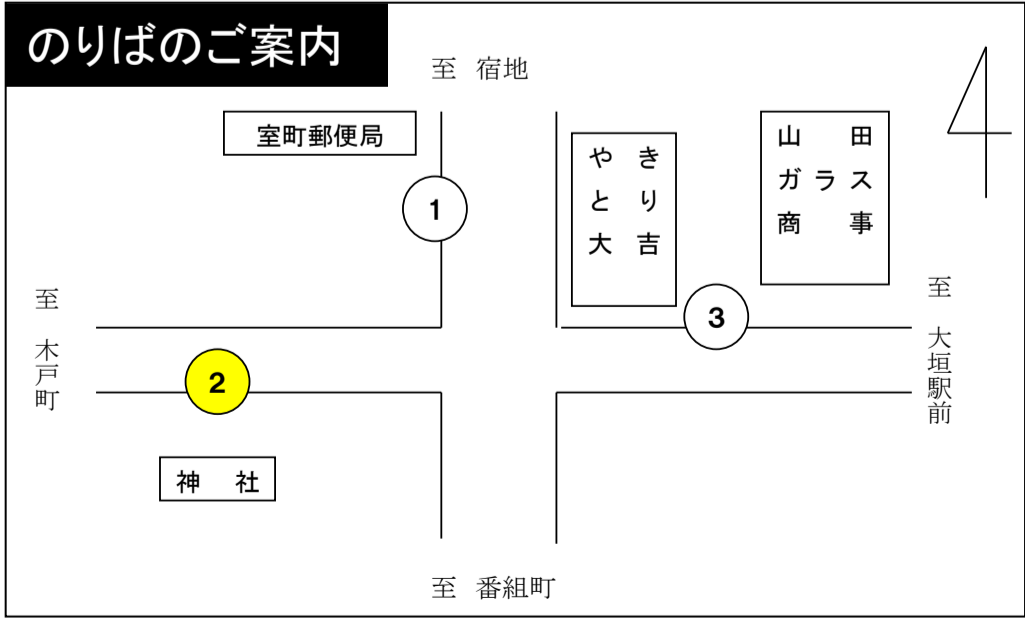 のりばのご案内
至 宿地
室町郵便局
やき
とり
大吉
山田
ガラス
商事
1
至 木戸町
2
3
至 大垣駅前
神社
至 番組町